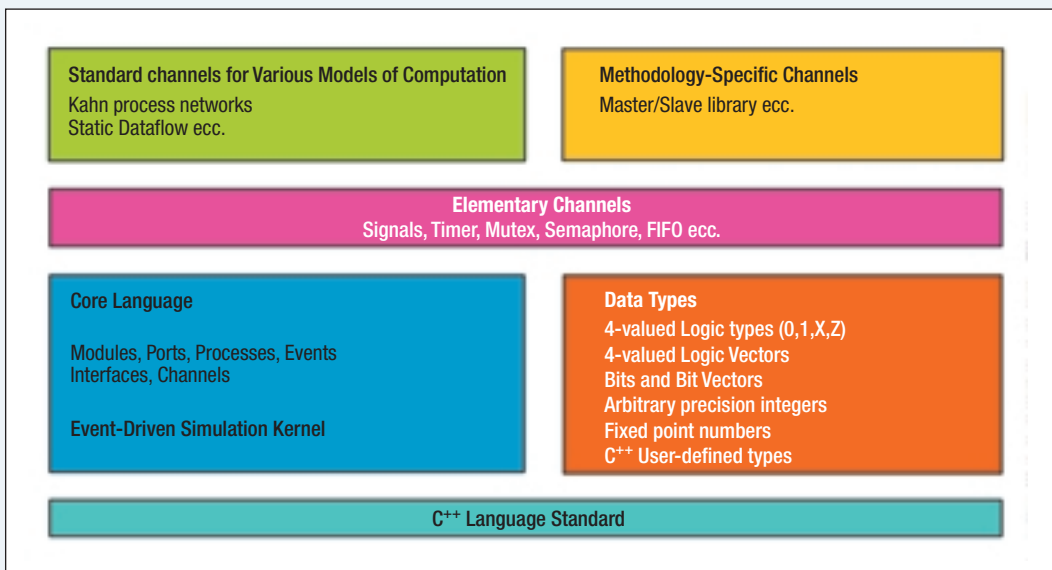 Standard channels for Various Models of Computation
Kahn process networks
Static Dataflow ecc.
Methodology-Specific Channels
Master/Slave library ecc.
Elementary Channels
Signals, Timer, Mutex, Semaphore, FIFO ecc.
Core Language
Modules, Ports, Processes, Events
Interfaces, Channels
Event-Driven Simulation Kernel
Data Types
4-valued Logic types (0,1,X,Z)
4-valued Logic Vectors
Bits and Bit Vectors
Arbitrary precision integers
Fixed point numbers
C++ User-defined types
C++ Language Standard